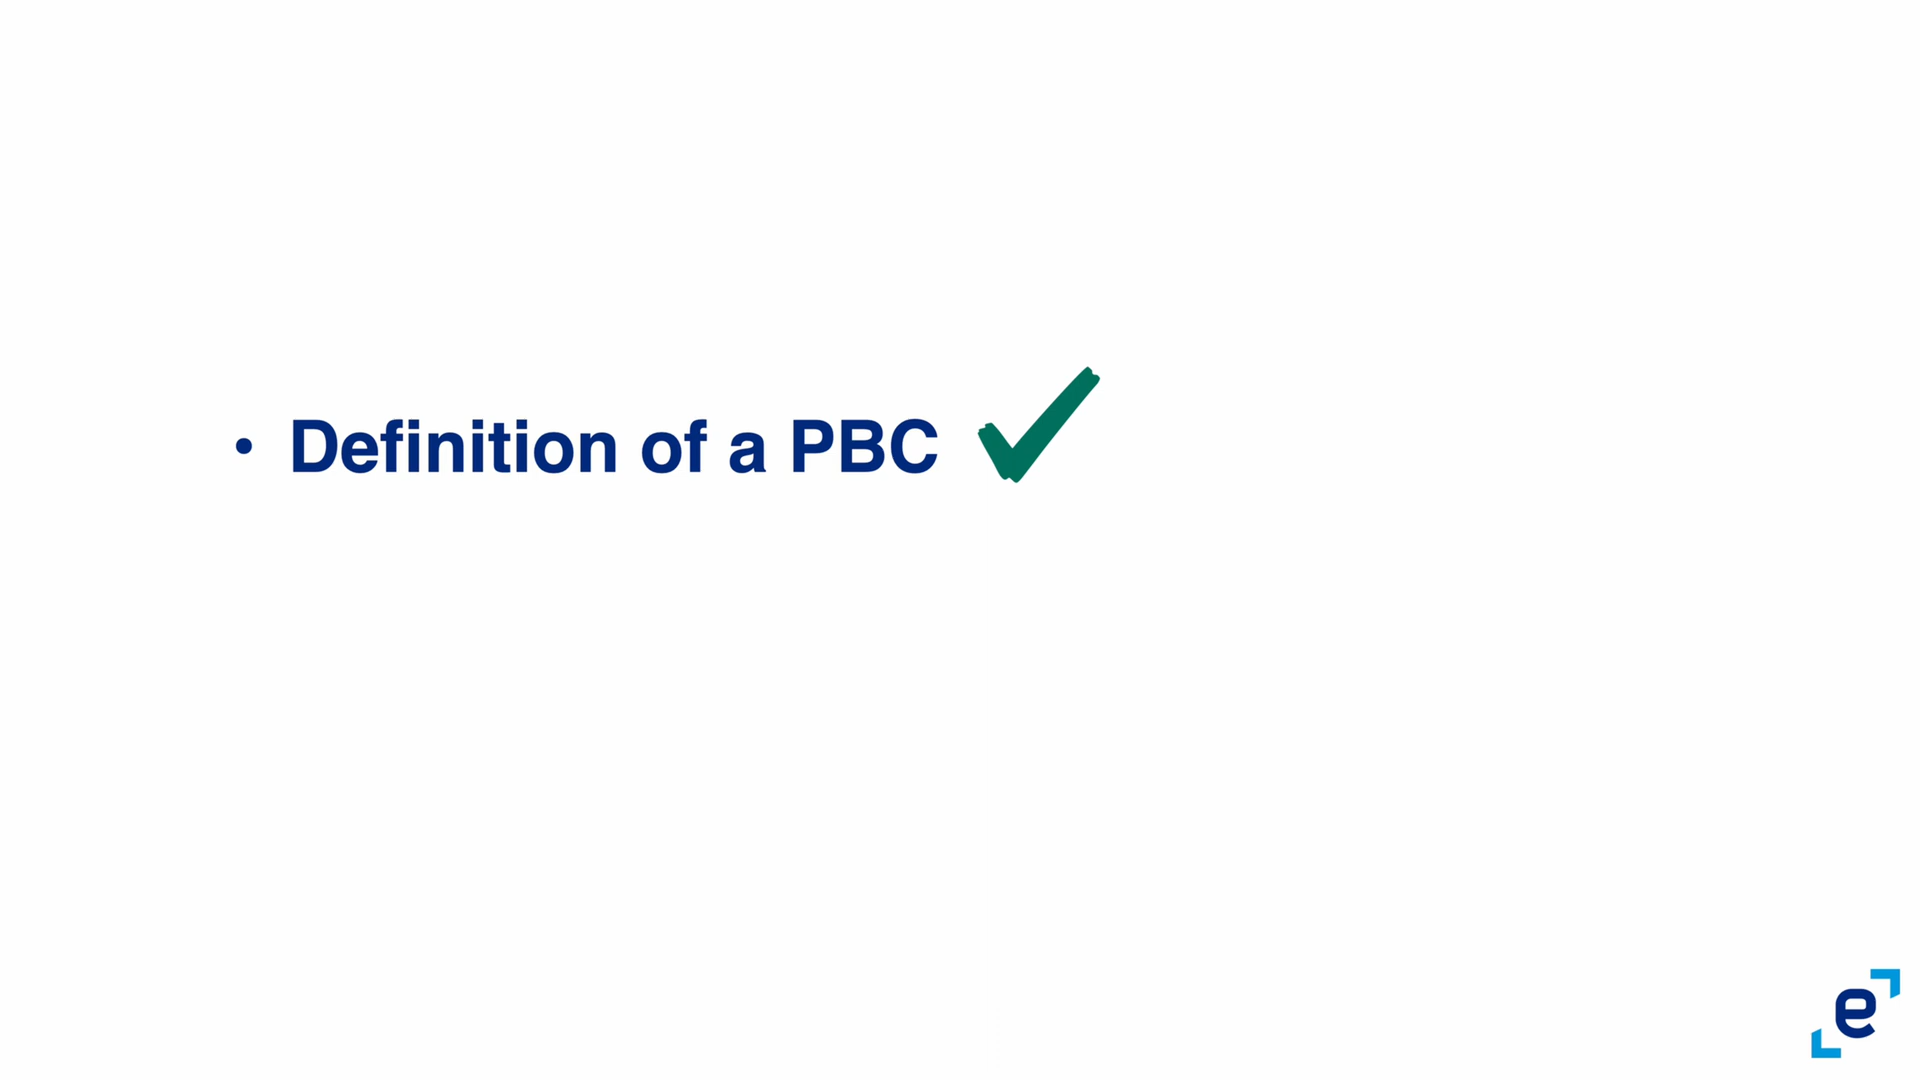 • Definition of a PBC
e